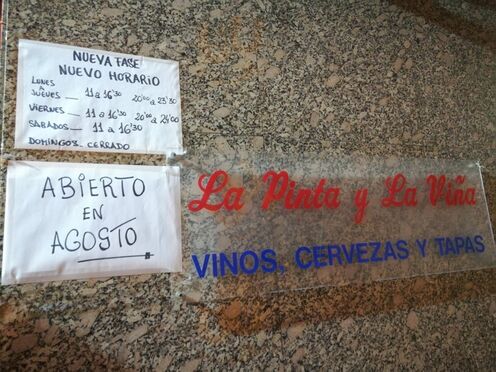 NUEVA FASE
NUEVO HORARIO
LUNES
A
JUEVES — 11 a 16'30 20'00 a 23'30
VIERNES — 11 a 16'30 20'00 a 24'00
SABADOS — 11 a 16'30
DOMINGOS. CERRADO
ABIERTO
EN
AGOSTO
La Pinta y La Viña
VINOS, CERVEZAS Y TAPAS